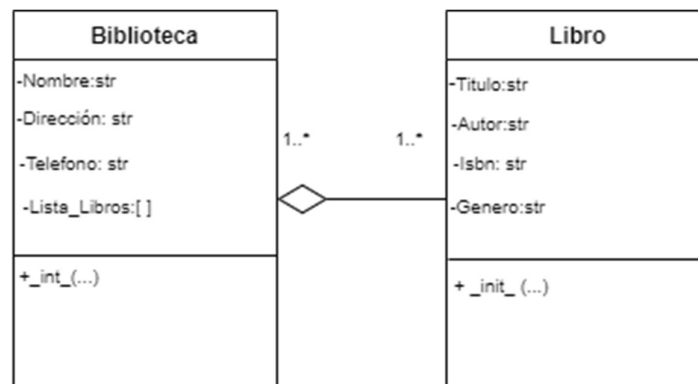 Biblioteca
-Nombre:str
-Dirección: str
-Telefono: str
-Lista_Libros:[ ]
+_int_(...)
1..*
1..*
Libro
-Titulo:str
-Autor:str
-Isbn: str
-Genero:str
+ _init_ (...)